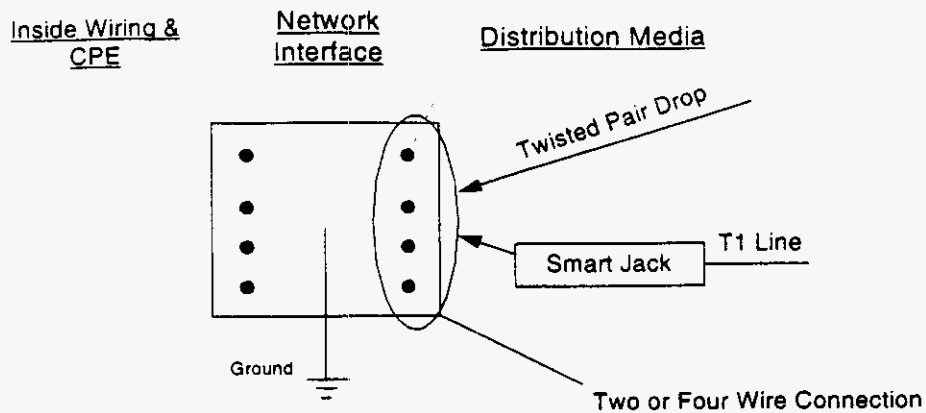 Inside Wiring &
CPE
Network
Interface
Distribution Media
Twisted Pair Drop
T1 Line
Smart Jack
Ground
Two or Four Wire Connection